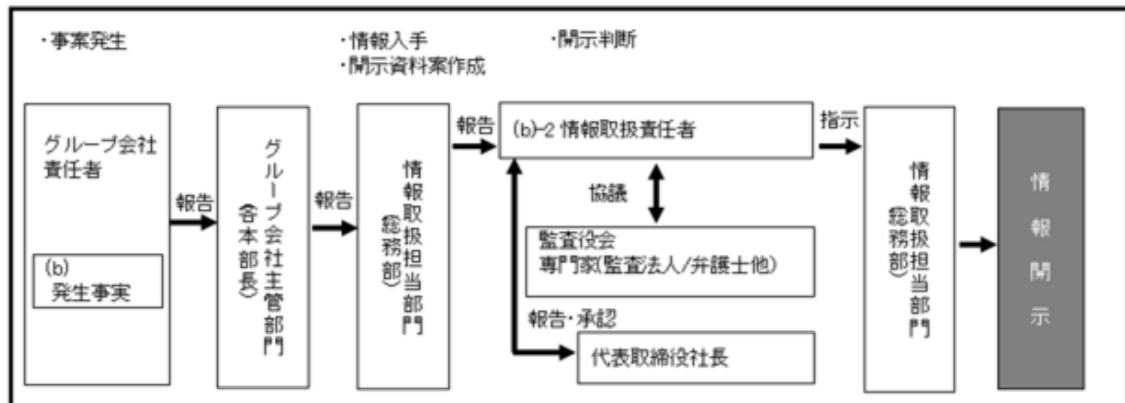 ・事案発生
・情報入手
・開示資料案作成
・開示判断
グループ会社
責任者
(b)
発生事実
報告
グループ会社主管部門
(各本部長)
報告
情報取扱担当部門
(総務部)
報告
(b)-2 情報取扱責任者
協議
監査役会
専門家(監査法人/弁護士他)
報告・承認
代表取締役社長
指示
情報取扱担当部門
(総務部)
情報開示